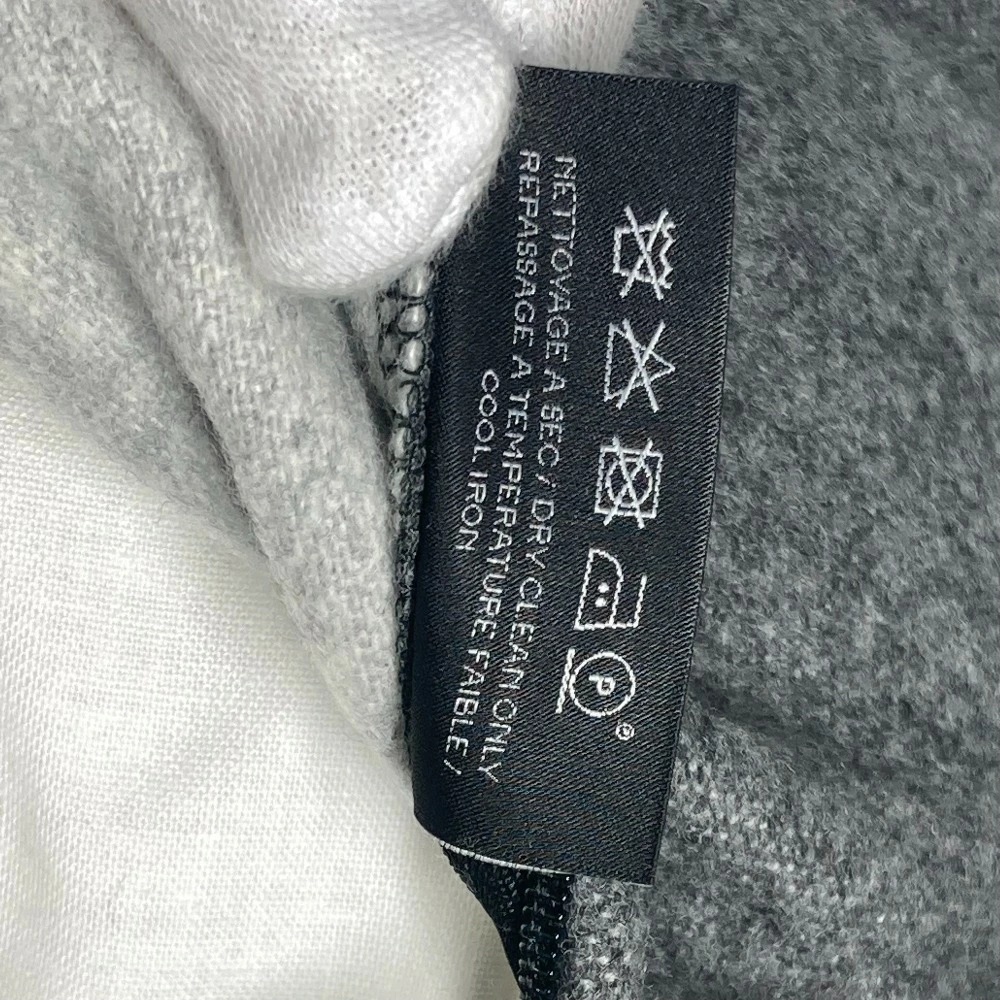 P
NETTOYAGE A SEC / DRY CLEAN ONLY
REPASSAGE A TEMPERATURE FAIBLE /
COOL IRON